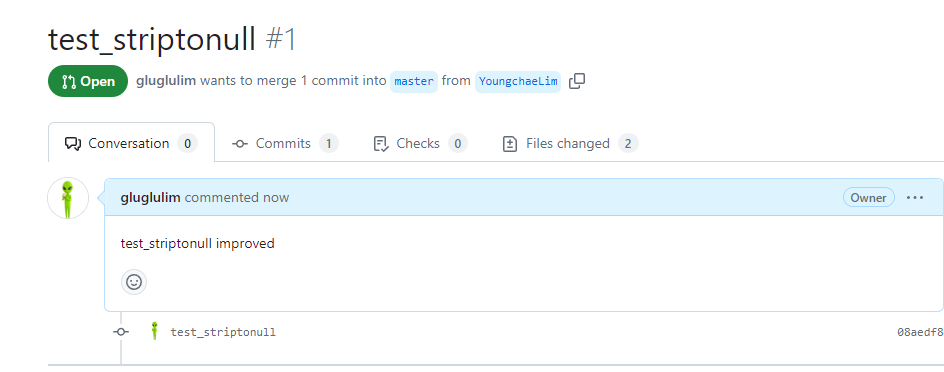 test_striptonull #1
Open gluglulim wants to merge 1 commit into master from YoungchaeLim
Conversation 0 Commits 1 Checks 0 Files changed 2
gluglulim commented now Owner
test_striptonull improved
test_striptonull 08aedf8